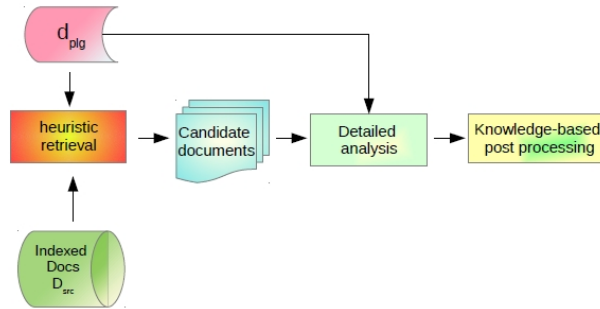 d plg
heuristic
retrieval
Candidate
documents
Detailed
analysis
Knowledge-based
post processing
Indexed
Docs
D src